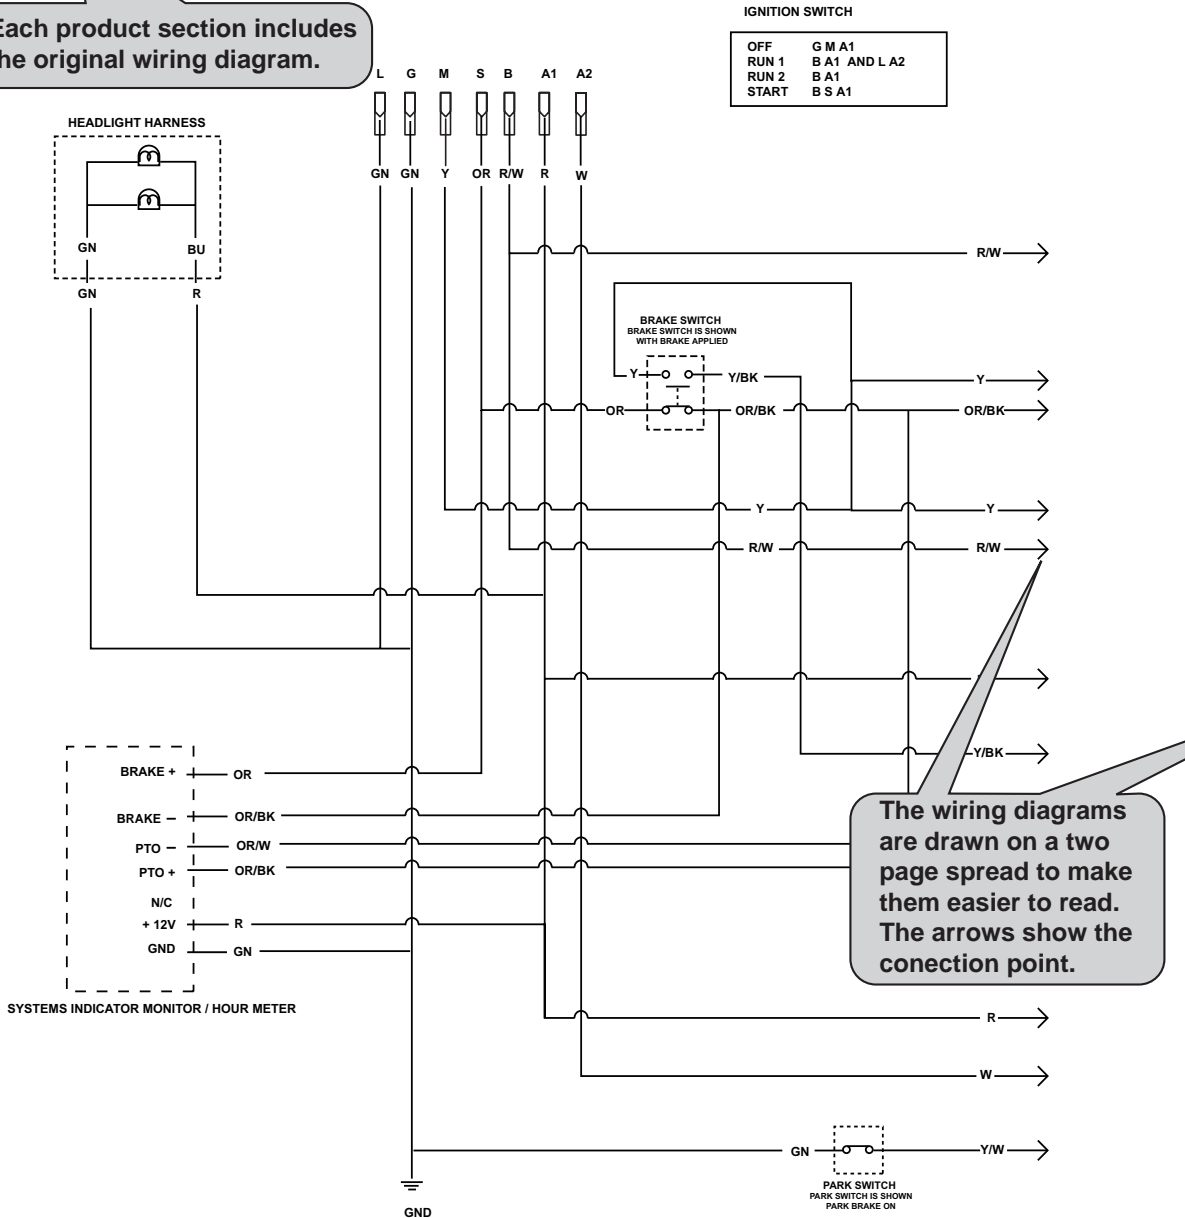 Each product section includes
the original wiring diagram.
IGNITION SWITCH
OFF G M A1
RUN 1 B A1 AND L A2
RUN 2 B A1
START B S A1
L G M S B A1 A2
HEADLIGHT HARNESS
GN GN Y OR R/W R W
GN BU
GN R
R/W
BRAKE SWITCH
BRAKE SWITCH IS SHOWN
WITH BRAKE APPLIED
Y Y/BK Y
OR OR/BK OR/BK
Y Y
R/W R/W
Y/BK
BRAKE + OR
BRAKE – OR/BK
PTO – OR/W
PTO + OR/BK
N/C
+ 12V R
GND GN
SYSTEMS INDICATOR MONITOR / HOUR METER
The wiring diagrams
are drawn on a two
page spread to make
them easier to read.
The arrows show the
conection point.
R
W
GN Y/W
PARK SWITCH
PARK SWITCH IS SHOWN
PARK BRAKE ON
GND